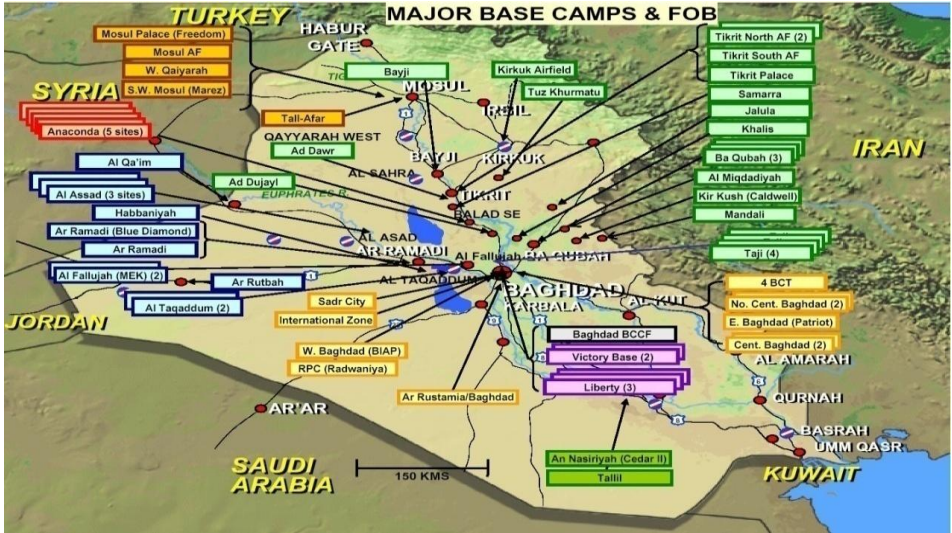 MAJOR BASE CAMPS & FOB
TURKEY
HABUR
GATE
Mosul Palace (Freedom)
Mosul AF
W. Qaiyarah
S.W. Mosul (Marez)
SYRIA
Anaconda (5 sites)
Tall-Afar
QAYYARAH WEST
Ad Dawr
Bayji
MOSUL
Kirkuk Airfield
IRBIL
Tuz Khurmatu
BAYJI
KIRKUK
AL SAHRA
TIKRIT
BALAD SE
Tikrit North AF (2)
Tikrit South AF
Tikrit Palace
Samarra
Jalula
Khalis
Ba Qubah (3)
Al Miqdadiyah
Kir Kush (Caldwell)
Mandali
Taji (4)
IRAN
Al Qa'im
Al Assad (3 sites)
Habbaniyah
Ar Ramadi (Blue Diamond)
Ar Ramadi
Al Fallujah (MEK) (2)
Ar Rutbah
Al Taqaddum (2)
Ad Dujayl
EUPHRATES R.
AL ASAD
AR RAMADI
Al Fallujah
BA QUBAH
AL TAQADDUM
BAGHDAD
KARBALA
AL KUT
JORDAN
Sadr City
International Zone
W. Baghdad (BIAP)
RPC (Radwaniya)
Ar Rustamia/Baghdad
Baghdad BCCF
Victory Base (2)
Liberty (3)
4 BCT
No. Cent. Baghdad (2)
E. Baghdad (Patriot)
Cent. Baghdad (2)
AL AMARAH
QURNAH
BASRAH
UMM QASR
AR'AR
SAUDI
ARABIA
150 KMS
An Nasiriyah (Cedar II)
Tallil
KUWAIT